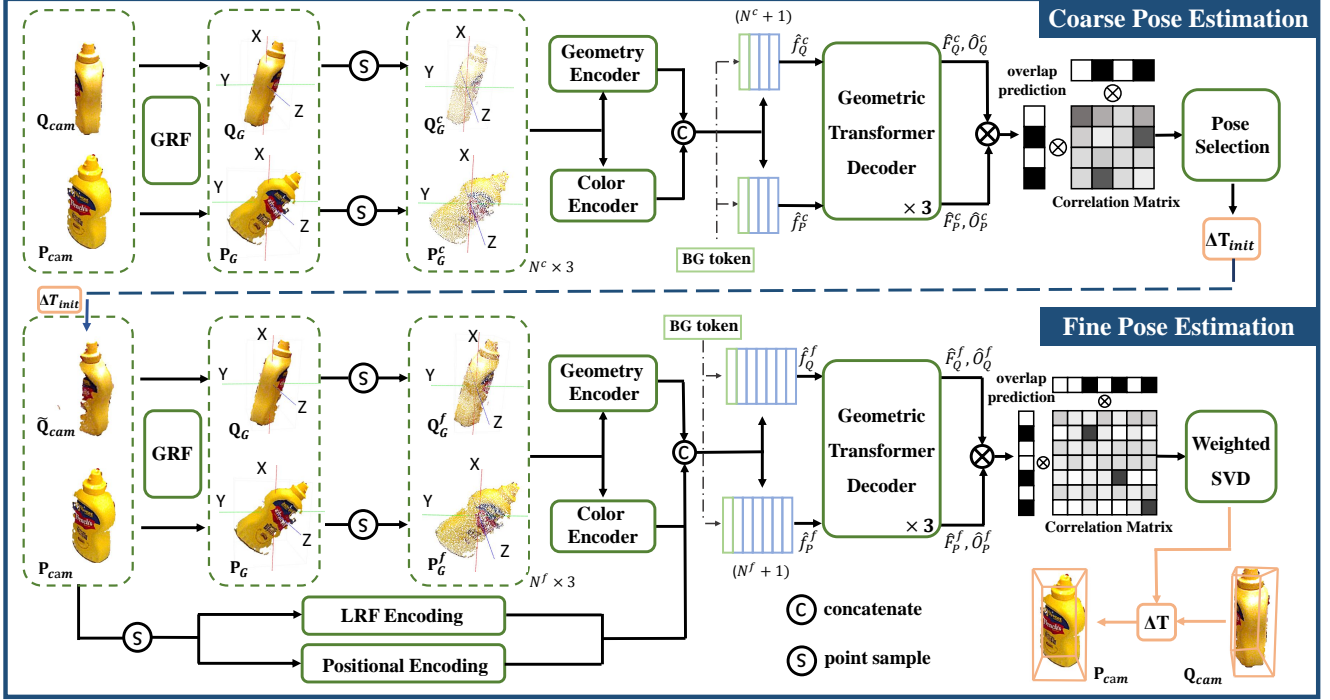 Coarse Pose Estimation
Q_cam
P_cam
GRF
X
Y
Z
Q_G
X
Y
Z
P_G
S
S
X
Y
Z
Q_G^c
X
Y
Z
P_G^c
N^c × 3
Geometry
Encoder
Color
Encoder
C
(N^c + 1)
f̂_Q^c
f̂_P^c
BG token
Geometric
Transformer
Decoder
× 3
F̂_Q^c, Ô_Q^c
F̂_P^c, Ô_P^c
overlap
prediction
Correlation Matrix
Pose
Selection
ΔT_init
ΔT_init
Fine Pose Estimation
Q̃_cam
P_cam
GRF
X
Y
Z
Q_G
X
Y
Z
P_G
S
S
X
Y
Z
Q_G^f
X
Y
Z
P_G^f
N^f × 3
Geometry
Encoder
Color
Encoder
C
BG token
f̂_Q^f
f̂_P^f
(N^f + 1)
Geometric
Transformer
Decoder
× 3
F̂_Q^f, Ô_Q^f
F̂_P^f, Ô_P^f
overlap
prediction
Correlation Matrix
Weighted
SVD
S
LRF Encoding
Positional Encoding
C concatenate
S point sample
ΔT
P_cam
Q_cam